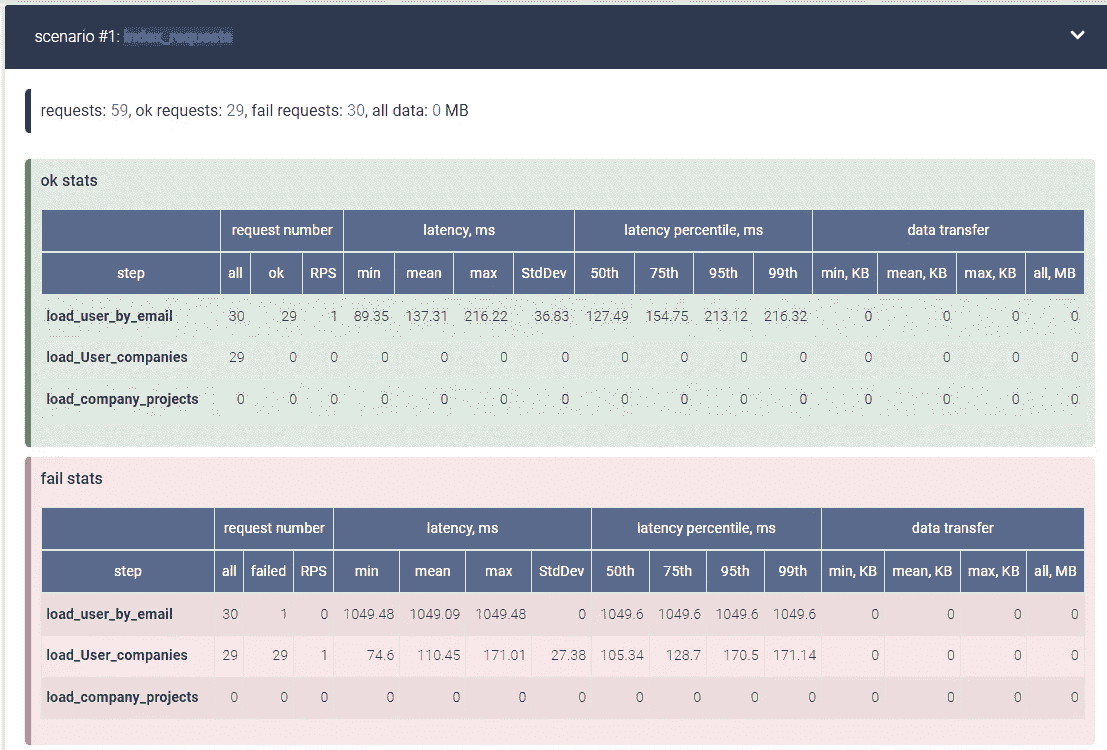 scenario #1:
requests: 59, ok requests: 29, fail requests: 30, all data: 0 MB
ok stats
request number latency, ms latency percentile, ms data transfer
step all ok RPS min mean max StdDev 50th 75th 95th 99th min, KB mean, KB max, KB all, MB
load_user_by_email 30 29 1 89.35 137.31 216.22 36.83 127.49 154.75 213.12 216.32 0 0 0 0
load_User_companies 29 0 0 0 0 0 0 0 0 0 0 0 0 0 0
load_company_projects 0 0 0 0 0 0 0 0 0 0 0 0 0 0 0
fail stats
request number latency, ms latency percentile, ms data transfer
step all failed RPS min mean max StdDev 50th 75th 95th 99th min, KB mean, KB max, KB all, MB
load_user_by_email 30 1 0 1049.48 1049.09 1049.48 0 1049.6 1049.6 1049.6 1049.6 0 0 0 0
load_User_companies 29 29 1 74.6 110.45 171.01 27.38 105.34 128.7 170.5 171.14 0 0 0 0
load_company_projects 0 0 0 0 0 0 0 0 0 0 0 0 0 0 0